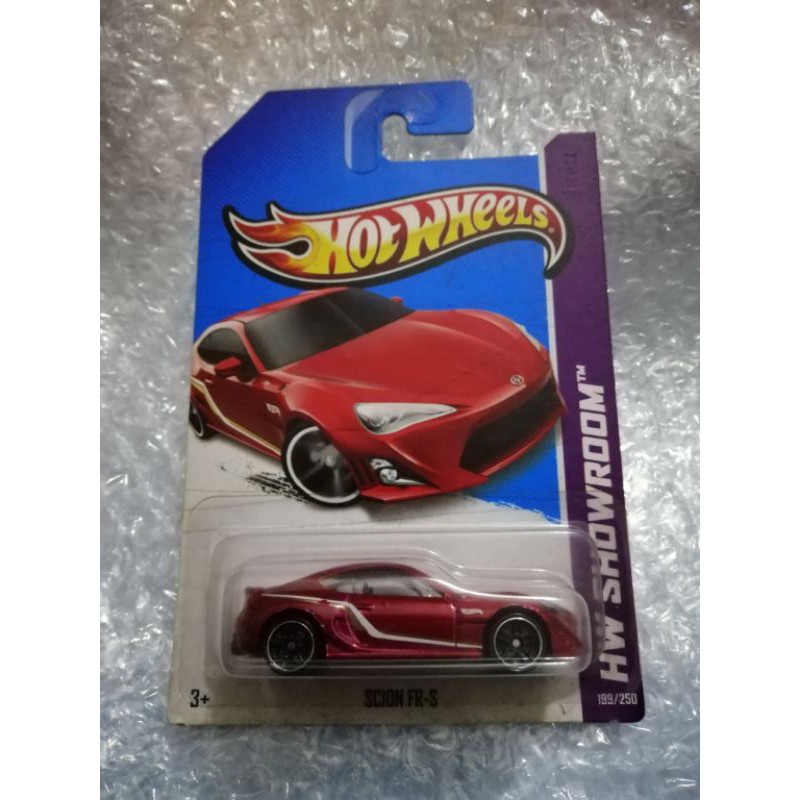 HOT WHEELS®
HW SHOWROOM™
3+
SCION FR-S
199/250